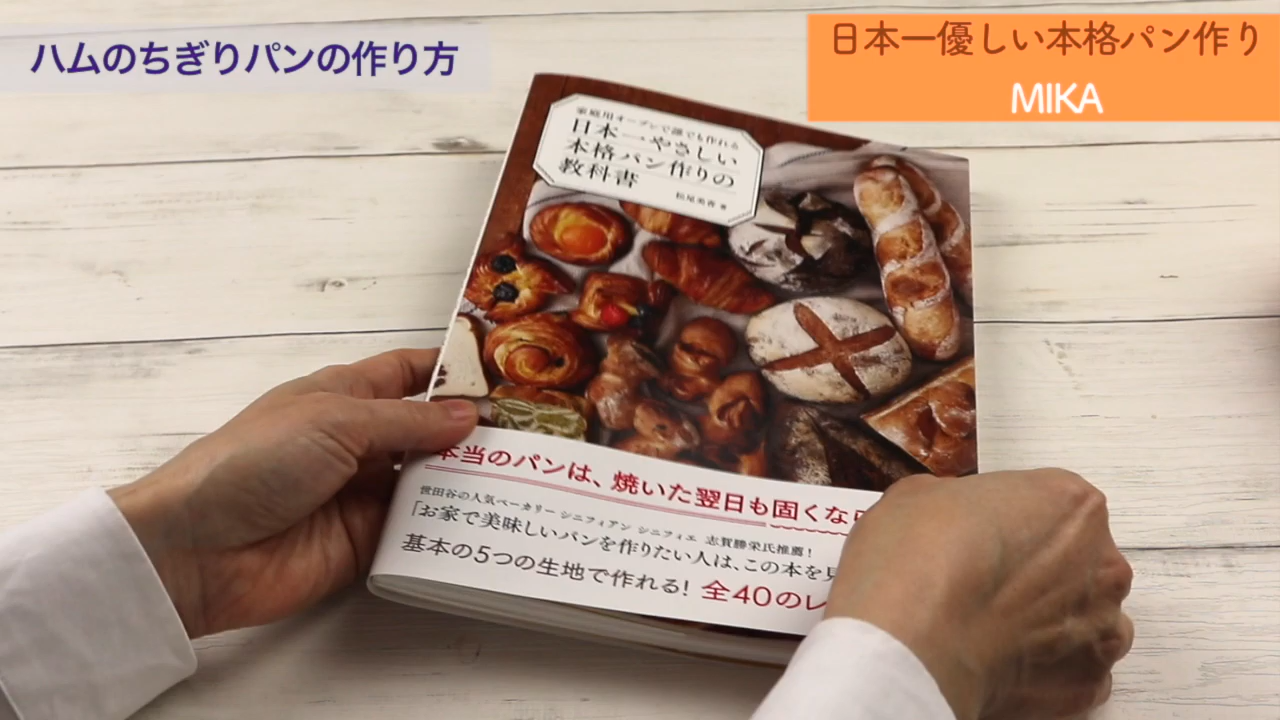 ハムのちぎりパンの作り方
日本一優しい本格パン作り
MIKA
家庭用オーブンで誰でも作れる
日本一やさしい
本格パン作りの
教科書
松尾美香 著
本当のパンは、焼いた翌日も固くなら
世田谷の人気ベーカリー シニフィアン シニフィエ 志賀勝栄氏推薦!
「お家で美味しいパンを作りたい人は、この本を見
基本の5つの生地で作れる! 全40のレ